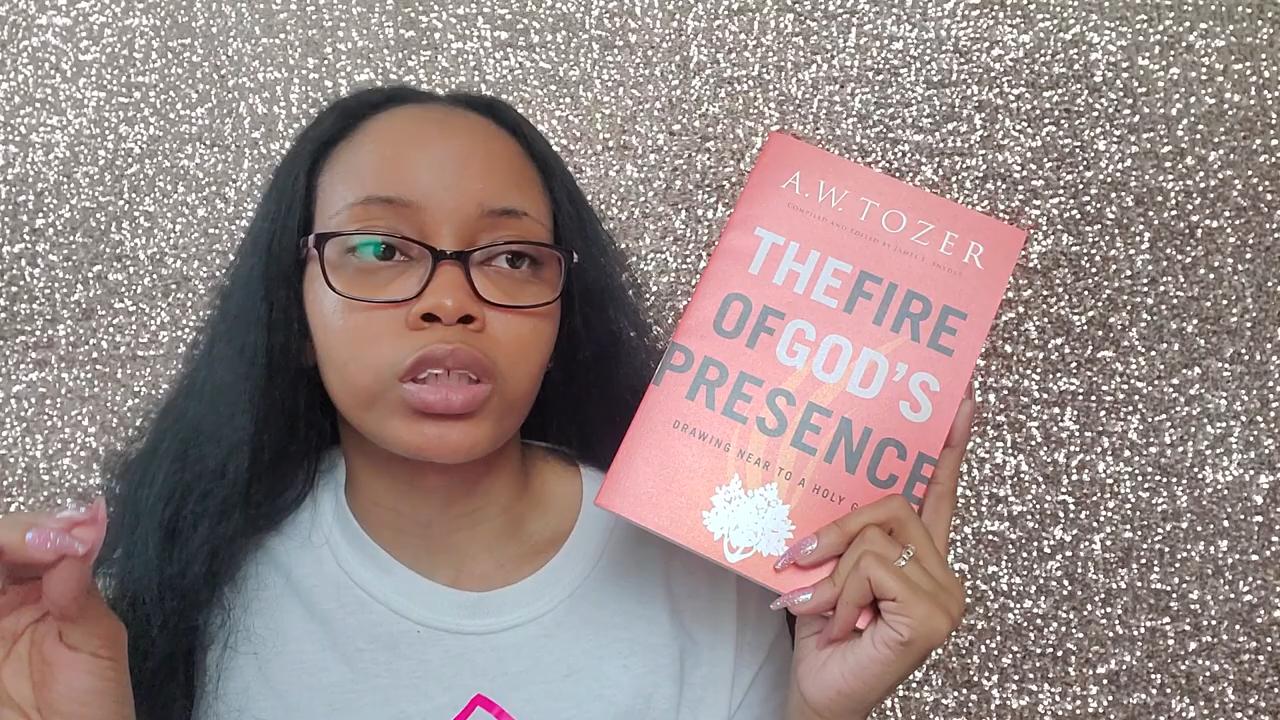 A.W. TOZER
COMPILED AND EDITED BY JAMES L. SNYDER
THE FIRE
OF GOD'S
PRESENCE
DRAWING NEAR TO A HOLY G